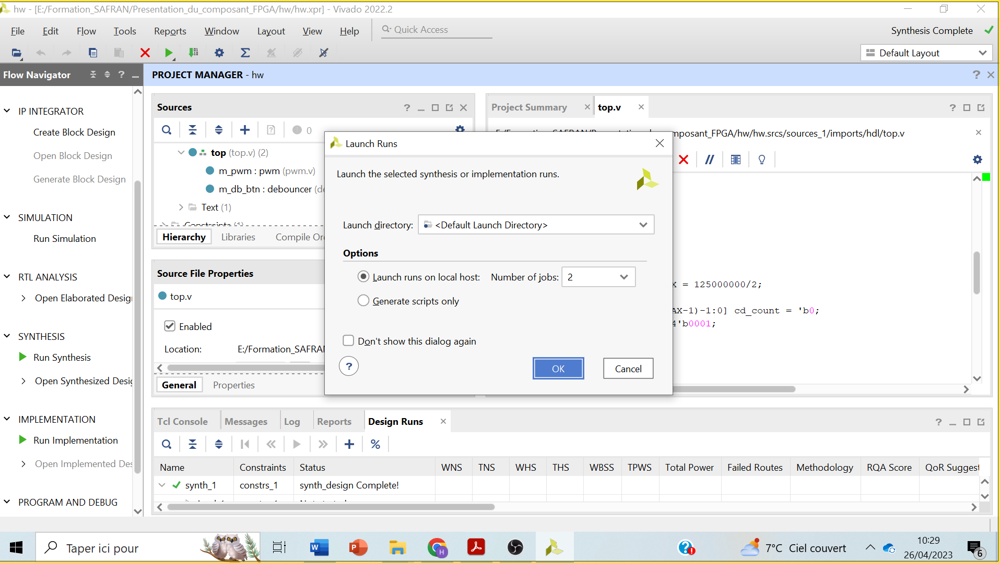 hw - [E:/Formation_SAFRAN/Presentation_du_composant_FPGA/hw/hw.xpr] - Vivado 2022.2
File Edit Flow Tools Reports Window Layout View Help Quick Access
Synthesis Complete
Default Layout
Flow Navigator
PROJECT MANAGER - hw
IP INTEGRATOR
Create Block Design
Open Block Design
Generate Block Design
SIMULATION
Run Simulation
RTL ANALYSIS
Open Elaborated Design
SYNTHESIS
Run Synthesis
Open Synthesized Desig
IMPLEMENTATION
Run Implementation
Open Implemented Des
PROGRAM AND DEBUG
Sources
0
top (top.v) (2)
m_pwm : pwm (pwm.v)
m_db_btn : debouncer (de
Text (1)
Constraints (1)
Hierarchy Libraries Compile Or
Source File Properties
top.v
Enabled
Location: E:/Formation_SAFRAN
General Properties
Project Summary top.v
composant_FPGA/hw/hw.srcs/sources_1/imports/hdl/top.v
X = 125000000/2;
AX-1)-1:0] cd_count = 'b0;
4'b0001;
Launch Runs
Launch the selected synthesis or implementation runs.
Launch directory: <Default Launch Directory>
Options
Launch runs on local host: Number of jobs: 2
Generate scripts only
Don't show this dialog again
?
OK Cancel
Tcl Console Messages Log Reports Design Runs
Name Constraints Status WNS TNS WHS THS WBSS TPWS Total Power Failed Routes Methodology RQA Score QoR Suggest
synth_1 constrs_1 synth_design Complete!
Taper ici pour
7°C Ciel couvert
10:29
26/04/2023
6